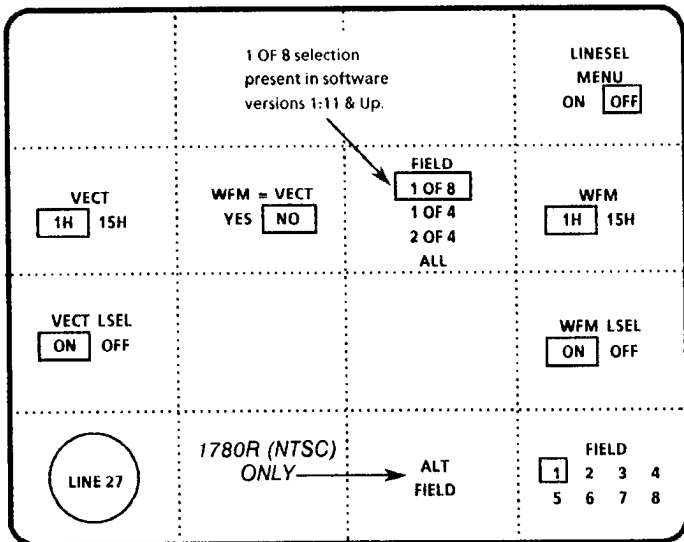 1 OF 8 selection
present in software
versions 1:11 & Up.
LINESEL
MENU
ON OFF
VECT
1H 15H
WFM = VECT
YES NO
FIELD
1 OF 8
1 OF 4
2 OF 4
ALL
WFM
1H 15H
VECT LSEL
ON OFF
WFM LSEL
ON OFF
LINE 27
1780R (NTSC)
ONLY
ALT
FIELD
FIELD
1 2 3 4
5 6 7 8